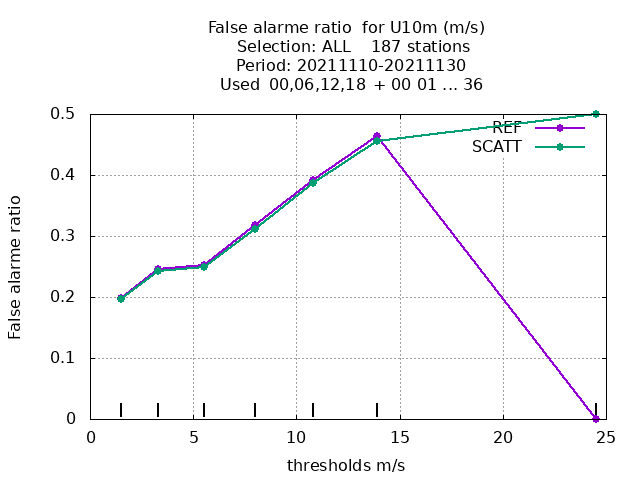 False alarme ratio  for U10m (m/s)
Selection: ALL    187 stations
Period: 20211110-20211130
Used  00,06,12,18  + 00 01 ... 36
0.5
0.4
0.3
0.2
0.1
0
REF
SCATT
False alarme ratio
0
5
10
15
20
25
thresholds m/s